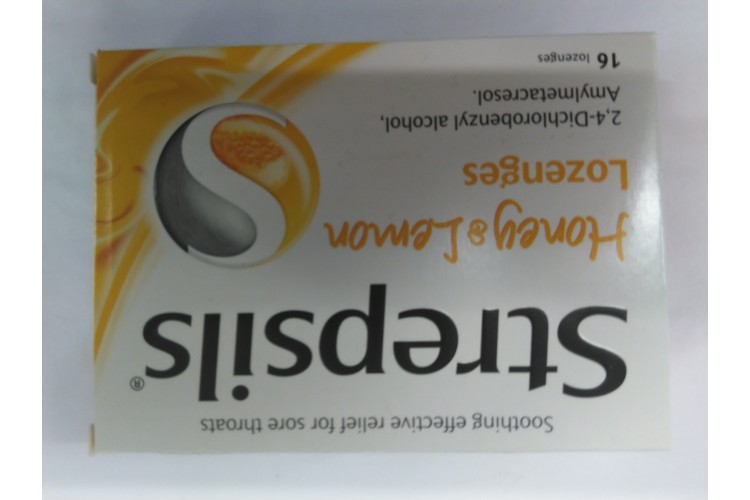 Soothing effective relief for sore throats
Strepsils®
Honey & Lemon
Lozenges
2,4-Dichlorobenzyl alcohol,
Amylmetacresol.
16 lozenges